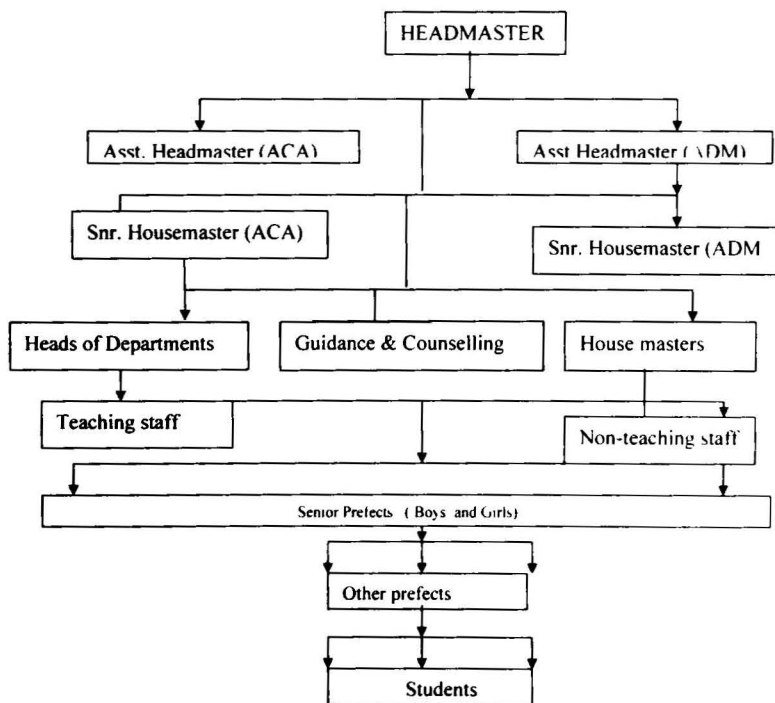 HEADMASTER
Asst. Headmaster (ACA)
Asst Headmaster (ADM)
Snr. Housemaster (ACA)
Snr. Housemaster (ADM
Heads of Departments
Guidance & Counselling
House masters
Teaching staff
Non-teaching staff
Senior Prefects ( Boys and Girls)
Other prefects
Students